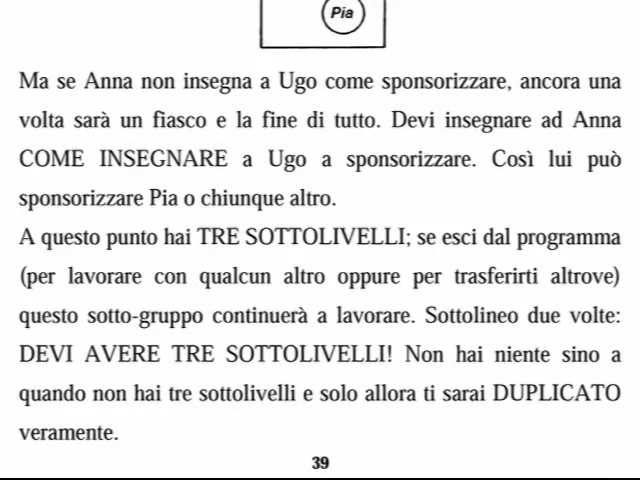 Pia
Ma se Anna non insegna a Ugo come sponsorizzare, ancora una
volta sarà un fiasco e la fine di tutto. Devi insegnare ad Anna
COME INSEGNARE a Ugo a sponsorizzare. Così lui può
sponsorizzare Pia o chiunque altro.
A questo punto hai TRE SOTTOLIVELLI; se esci dal programma
(per lavorare con qualcun altro oppure per trasferirti altrove)
questo sotto-gruppo continuerà a lavorare. Sottolineo due volte:
DEVI AVERE TRE SOTTOLIVELLI! Non hai niente sino a
quando non hai tre sottolivelli e solo allora ti sarai DUPLICATO
veramente.
39